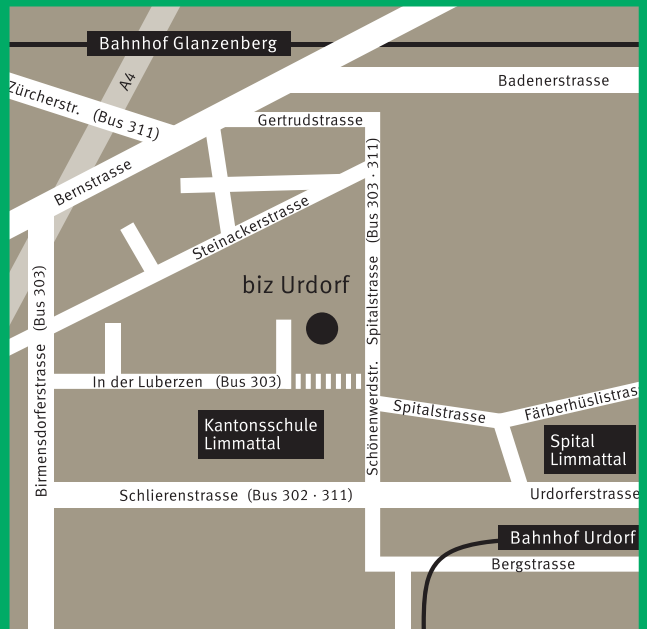 Bahnhof Glanzenberg
A4
Badenerstrasse
Zürcherstr. (Bus 311)
Gertrudstrasse
Bernstrasse
Spitalstrasse (Bus 303 · 311)
Steinackerstrasse
biz Urdorf
Birmensdorferstrasse (Bus 303)
In der Luberzen (Bus 303)
Schönenwerdstr.
Spitalstrasse
Färberhüslistras
Kantonsschule
Limmattal
Spital
Limmattal
Schlierenstrasse (Bus 302 · 311)
Urdorferstrasse
Bahnhof Urdorf
Bergstrasse